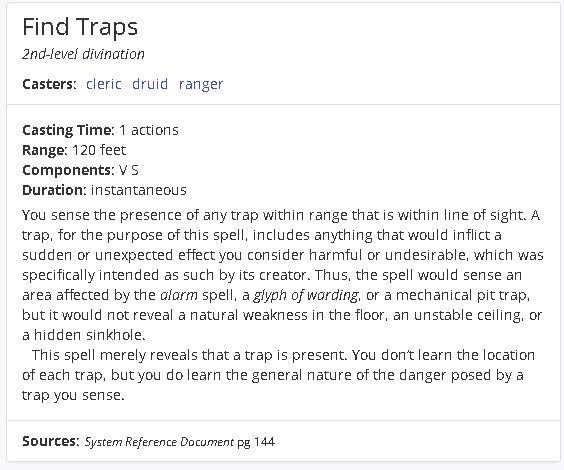 Find Traps
2nd-level divination
Casters: cleric druid ranger
Casting Time: 1 actions
Range: 120 feet
Components: V S
Duration: instantaneous
You sense the presence of any trap within range that is within line of sight. A
trap, for the purpose of this spell, includes anything that would inflict a
sudden or unexpected effect you consider harmful or undesirable, which was
specifically intended as such by its creator. Thus, the spell would sense an
area affected by the alarm spell, a glyph of warding, or a mechanical pit trap,
but it would not reveal a natural weakness in the floor, an unstable ceiling, or
a hidden sinkhole.
This spell merely reveals that a trap is present. You don't learn the location
of each trap, but you do learn the general nature of the danger posed by a
trap you sense.
Sources: System Reference Document pg 144